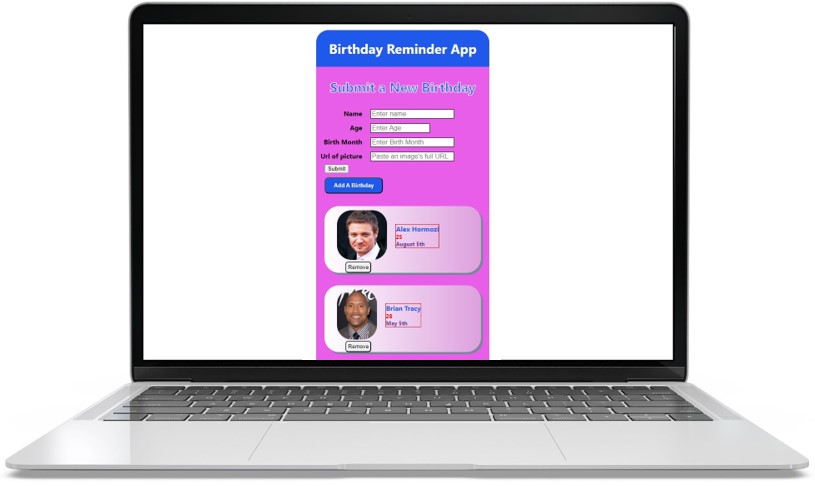 Birthday Reminder App
Submit a New Birthday
Name Enter name
Age Enter Age
Birth Month Enter Birth Month
Url of picture Paste an image's full URL
Submit
Add A Birthday
Alex Hormozi
25
August 5th
Remove
Brian Tracy
28
May 5th
Remove